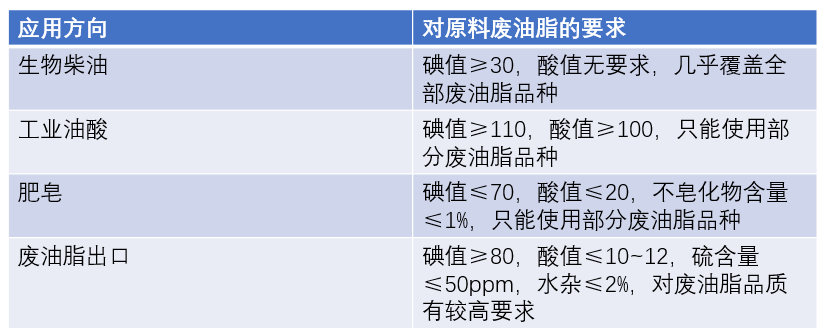 应用方向
对原料废油脂的要求
生物柴油
碘值≥30，酸值无要求，几乎覆盖全
部废油脂品种
工业油酸
碘值≥110，酸值≥100，只能使用部
分废油脂品种
肥皂
碘值≤70，酸值≤20，不皂化物含量
≤1%，只能使用部分废油脂品种
废油脂出口
碘值≥80，酸值≤10~12，硫含量
≤50ppm，水杂≤2%，对废油脂品质
有较高要求